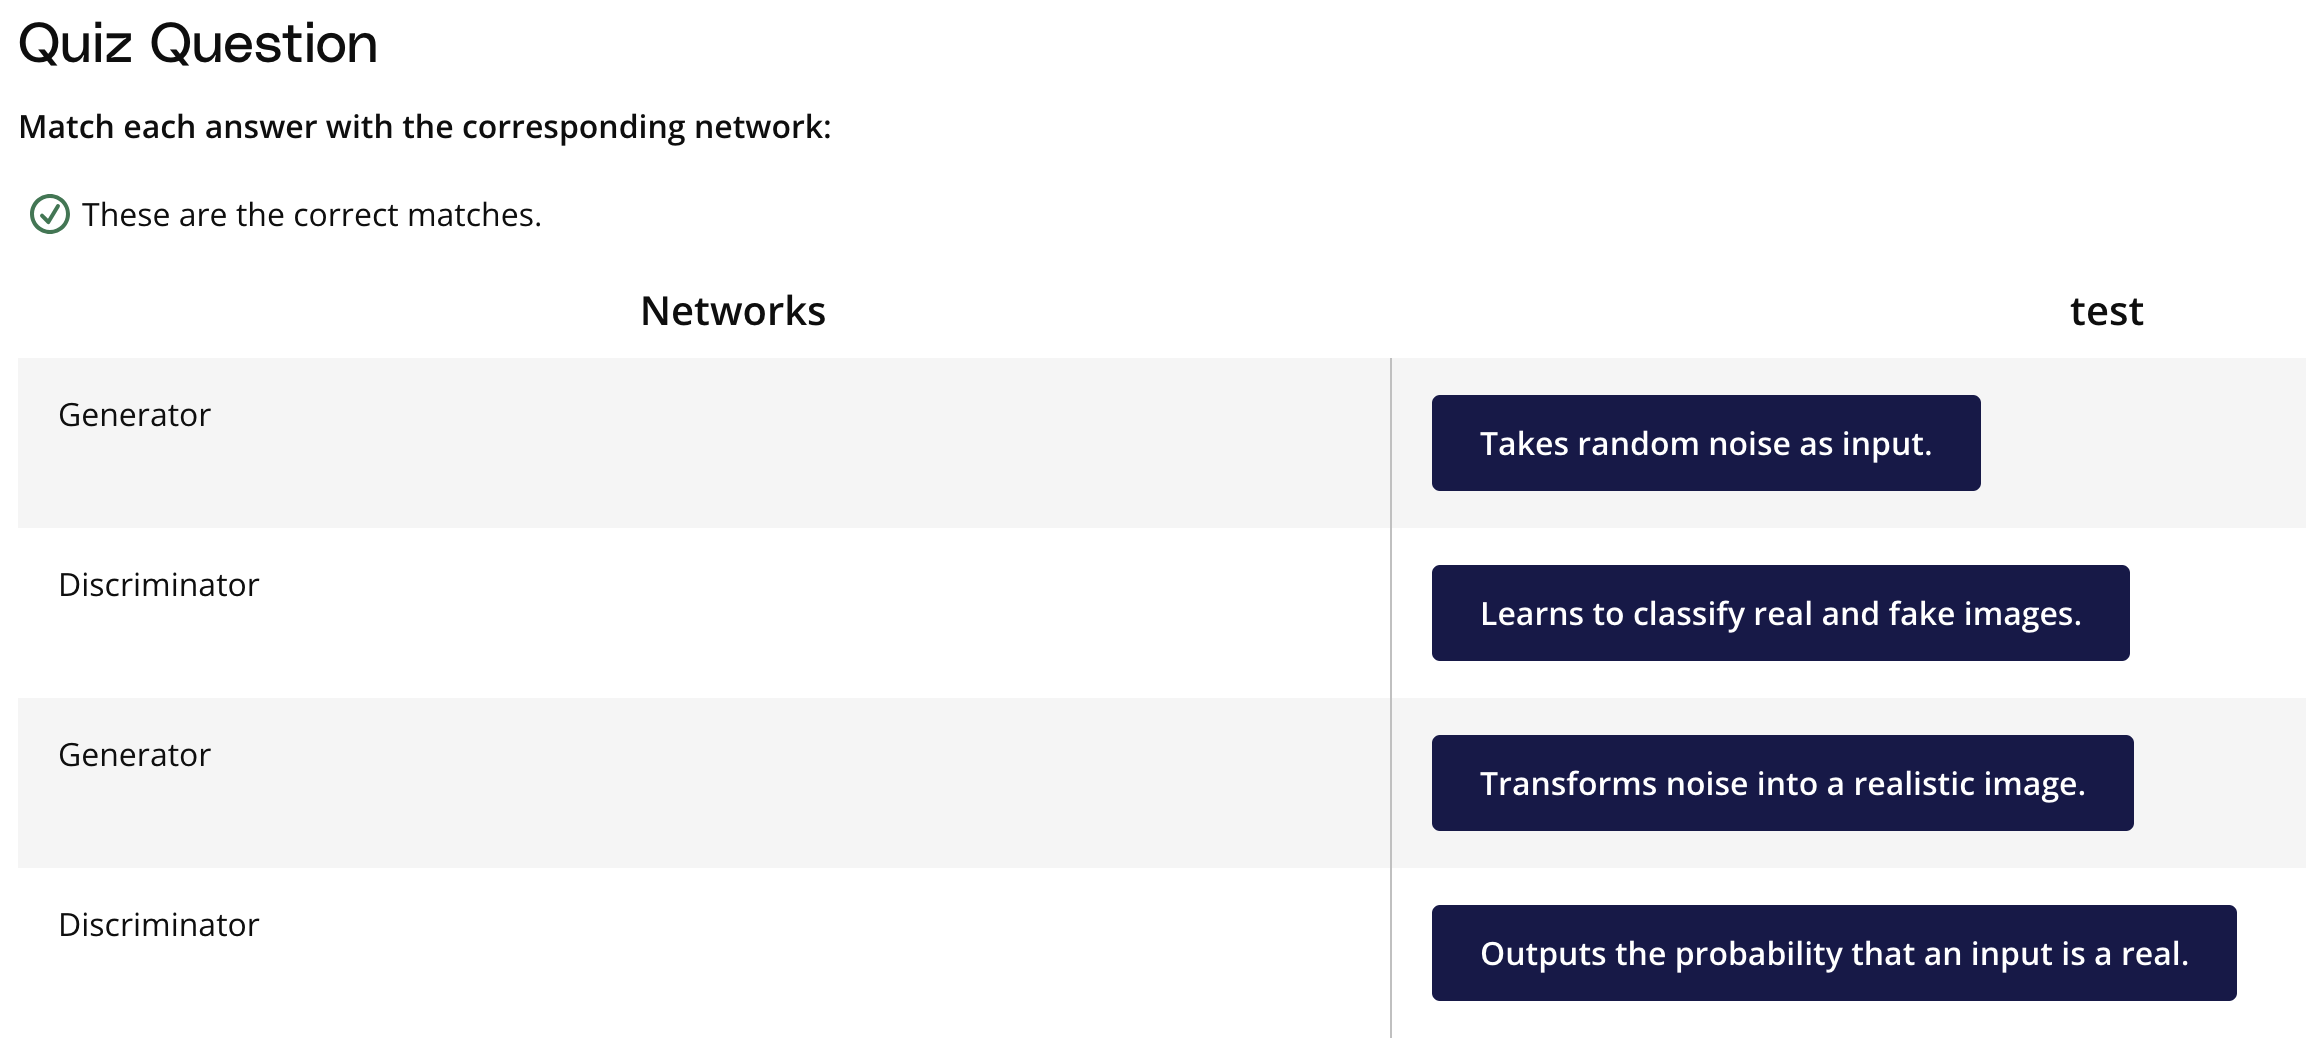 Quiz Question
Match each answer with the corresponding network:
These are the correct matches.
Networks
test
Generator
Takes random noise as input.
Discriminator
Learns to classify real and fake images.
Generator
Transforms noise into a realistic image.
Discriminator
Outputs the probability that an input is a real.